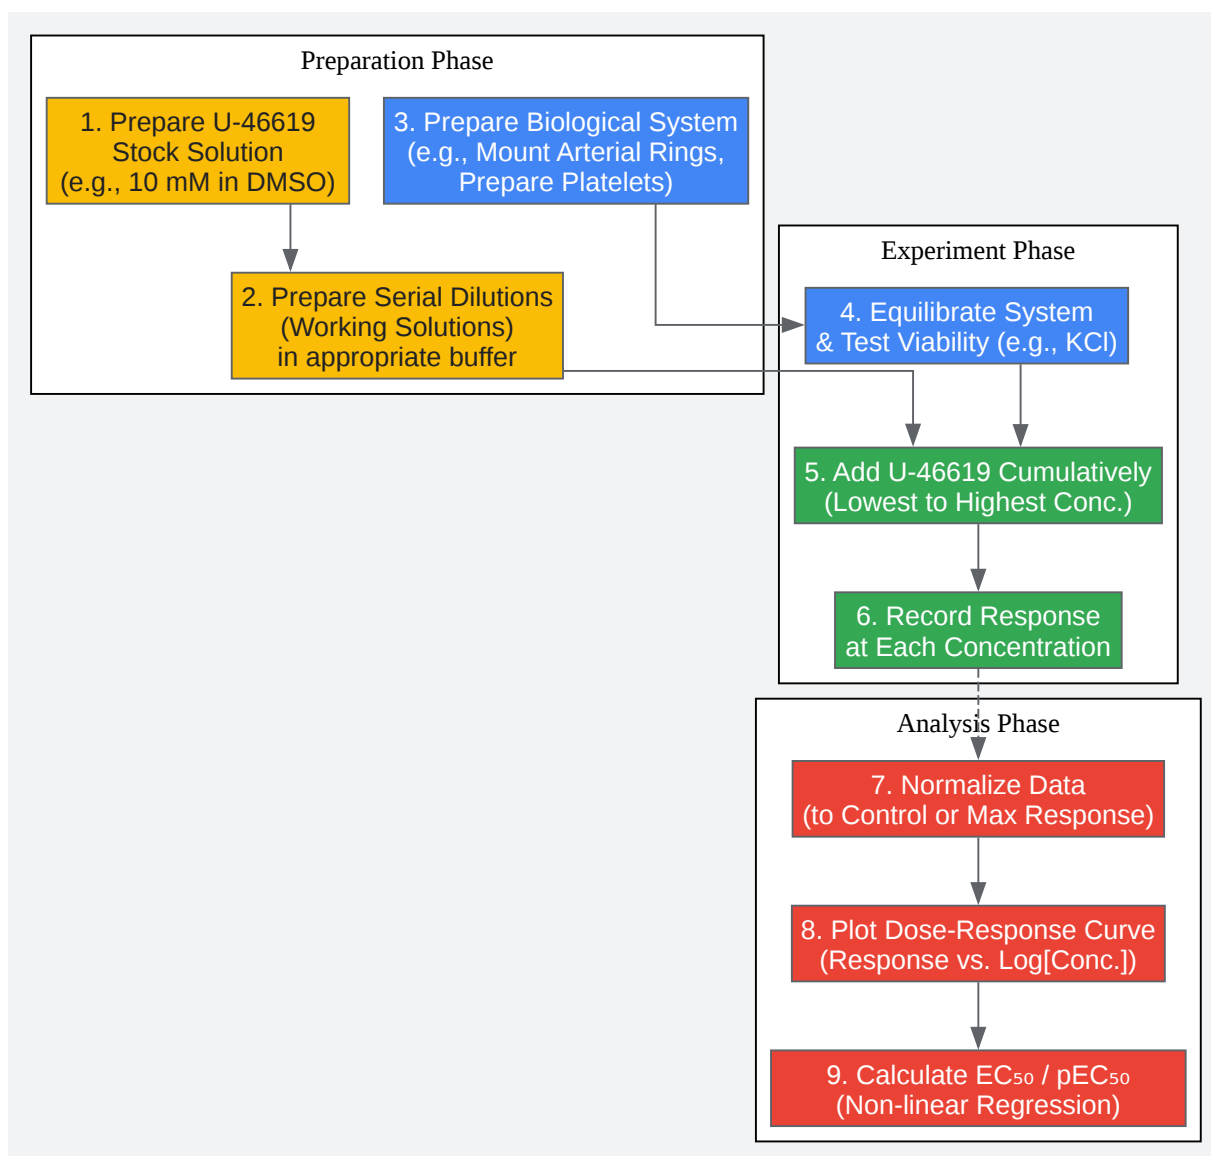 Preparation Phase
1. Prepare U-46619
Stock Solution
(e.g., 10 mM in DMSO)
3. Prepare Biological System
(e.g., Mount Arterial Rings,
Prepare Platelets)
2. Prepare Serial Dilutions
(Working Solutions)
in appropriate buffer
Experiment Phase
4. Equilibrate System
& Test Viability (e.g., KCl)
5. Add U-46619 Cumulatively
(Lowest to Highest Conc.)
6. Record Response
at Each Concentration
Analysis Phase
7. Normalize Data
(to Control or Max Response)
8. Plot Dose-Response Curve
(Response vs. Log[Conc.])
9. Calculate EC₅₀ / pEC₅₀
(Non-linear Regression)